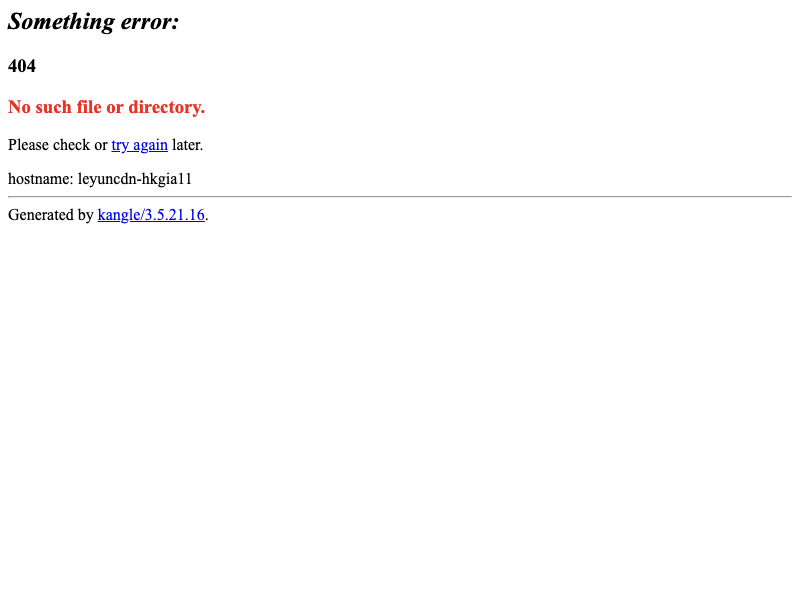 Something error:
404
No such file or directory.
Please check or try again later.
hostname: leyuncdn-hkgia11
Generated by kangle/3.5.21.16.